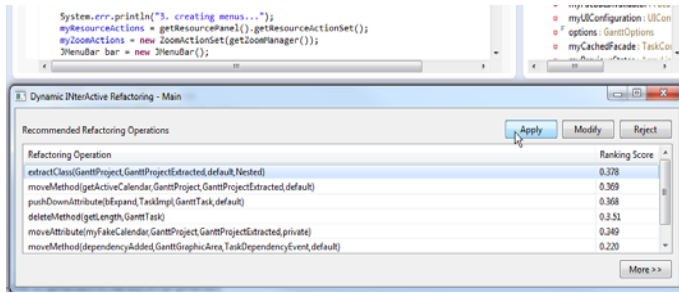 System.err.println("3. creating menus...");
myResourceActions = getResourcePanel().getResourceActionSet();
myZoomActions = new ZoomActionSet(getZoomManager());
JMenuBar bar = new JMenuBar();
myUIConfiguration : UICon
options : GanttOptions
myCachedFacade : TaskCo
Dynamic INterActive Refactoring - Main
Recommended Refactoring Operations
Apply
Modify
Reject
Refactoring Operation Ranking Score
extractClass(GanttProject,GanttProjectExtracted,default,Nested) 0.378
moveMethod(getActiveCalendar,GanttProject,GanttProjectExtracted,default) 0.369
pushDownAttribute(bExpand,TaskImpl,GanttTask,default) 0.368
deleteMethod(getLength,GanttTask) 0.3.51
moveAttribute(myFakeCalendar,GanttProject,GanttProjectExtracted,private) 0.349
moveMethod(dependencyAdded,GanttGraphicArea,TaskDependencyEvent,default) 0.220
More >>